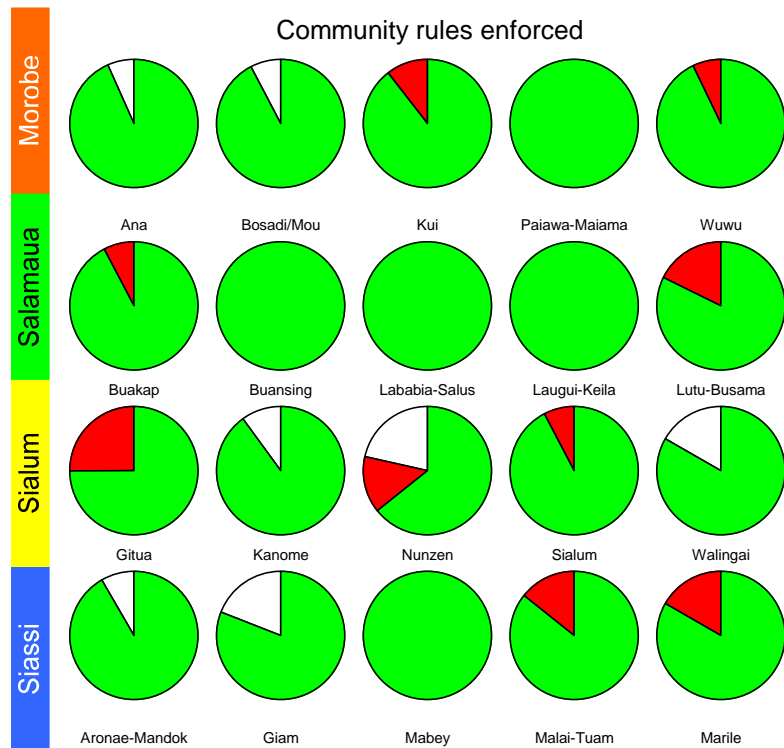 Community rules enforced
Morobe
Ana
Bosadi/Mou
Kui
Paiawa-Maiama
Wuwu
Salamaua
Buakap
Buansing
Lababia-Salus
Laugui-Keila
Lutu-Busama
Sialum
Gitua
Kanome
Nunzen
Sialum
Walingai
Siassi
Aronae-Mandok
Giam
Mabey
Malai-Tuam
Marile